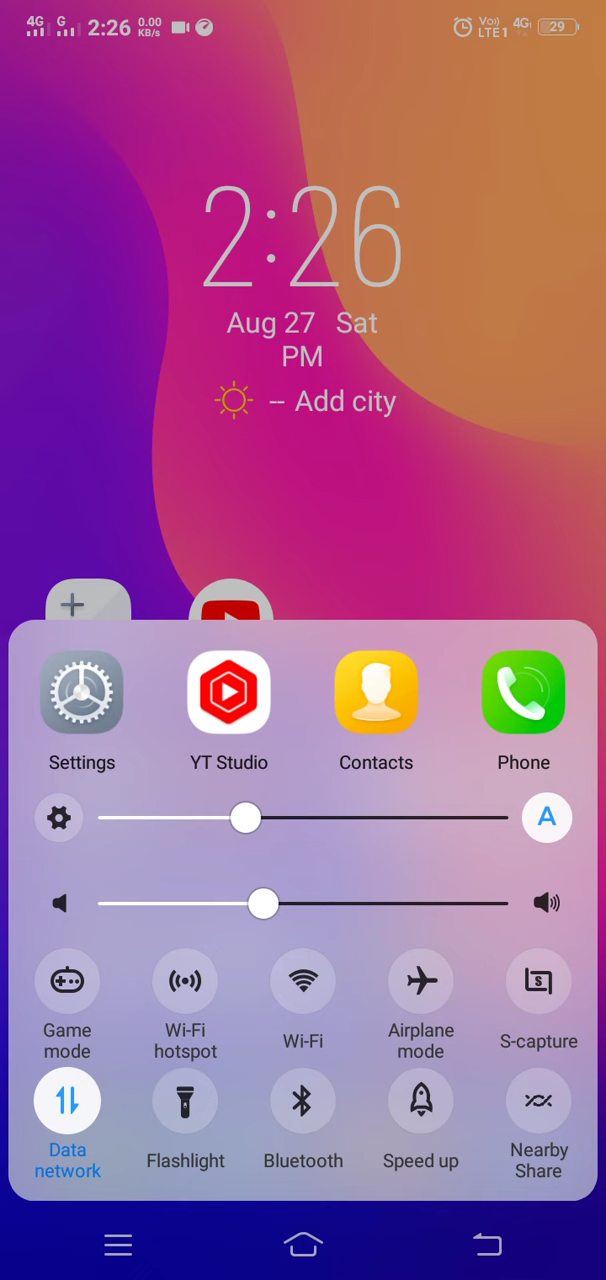 4G G 2:26 0.00 KB/s VoLTE1 4G 29
2:26
Aug 27 Sat
PM
-- Add city
Settings YT Studio Contacts Phone
A
Game mode Wi-Fi hotspot Wi-Fi Airplane mode S-capture
Data network Flashlight Bluetooth Speed up Nearby Share